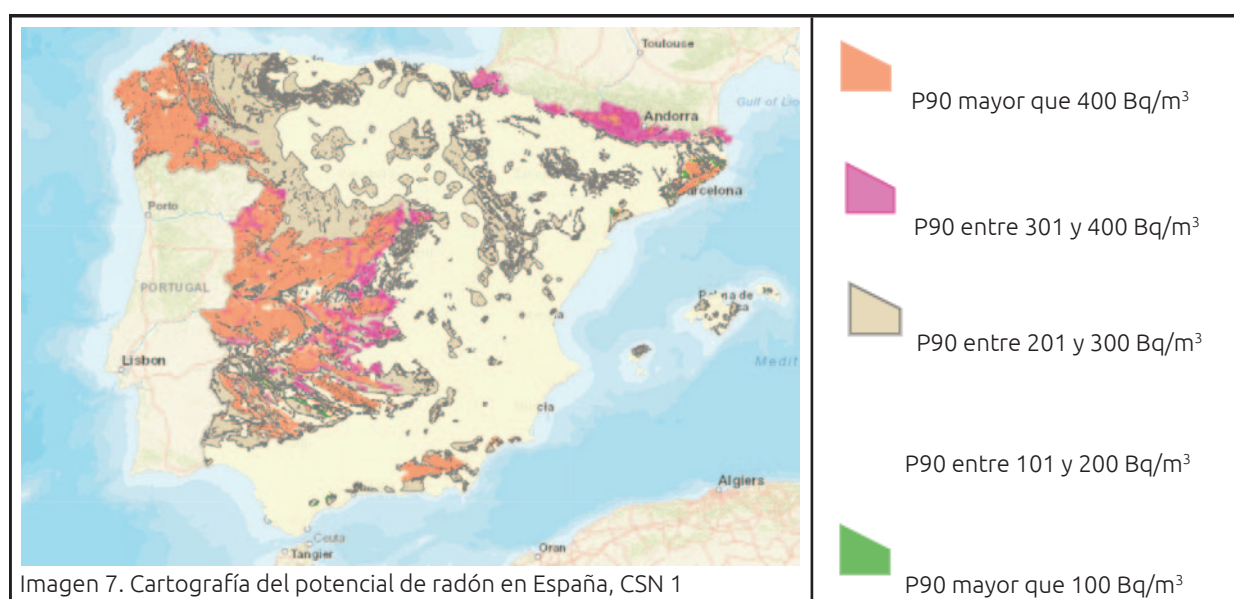 Toulouse
Gulf of Lio
Andorra
arcelona
Porto
PORTUGAL
Lisbon
Medit
Algiers
Ceuta
Tangier
Oran
Imagen 7. Cartografía del potencial de radón en España, CSN 1
P90 mayor que 400 Bq/m³
P90 entre 301 y 400 Bq/m³
P90 entre 201 y 300 Bq/m³
P90 entre 101 y 200 Bq/m³
P90 mayor que 100 Bq/m³